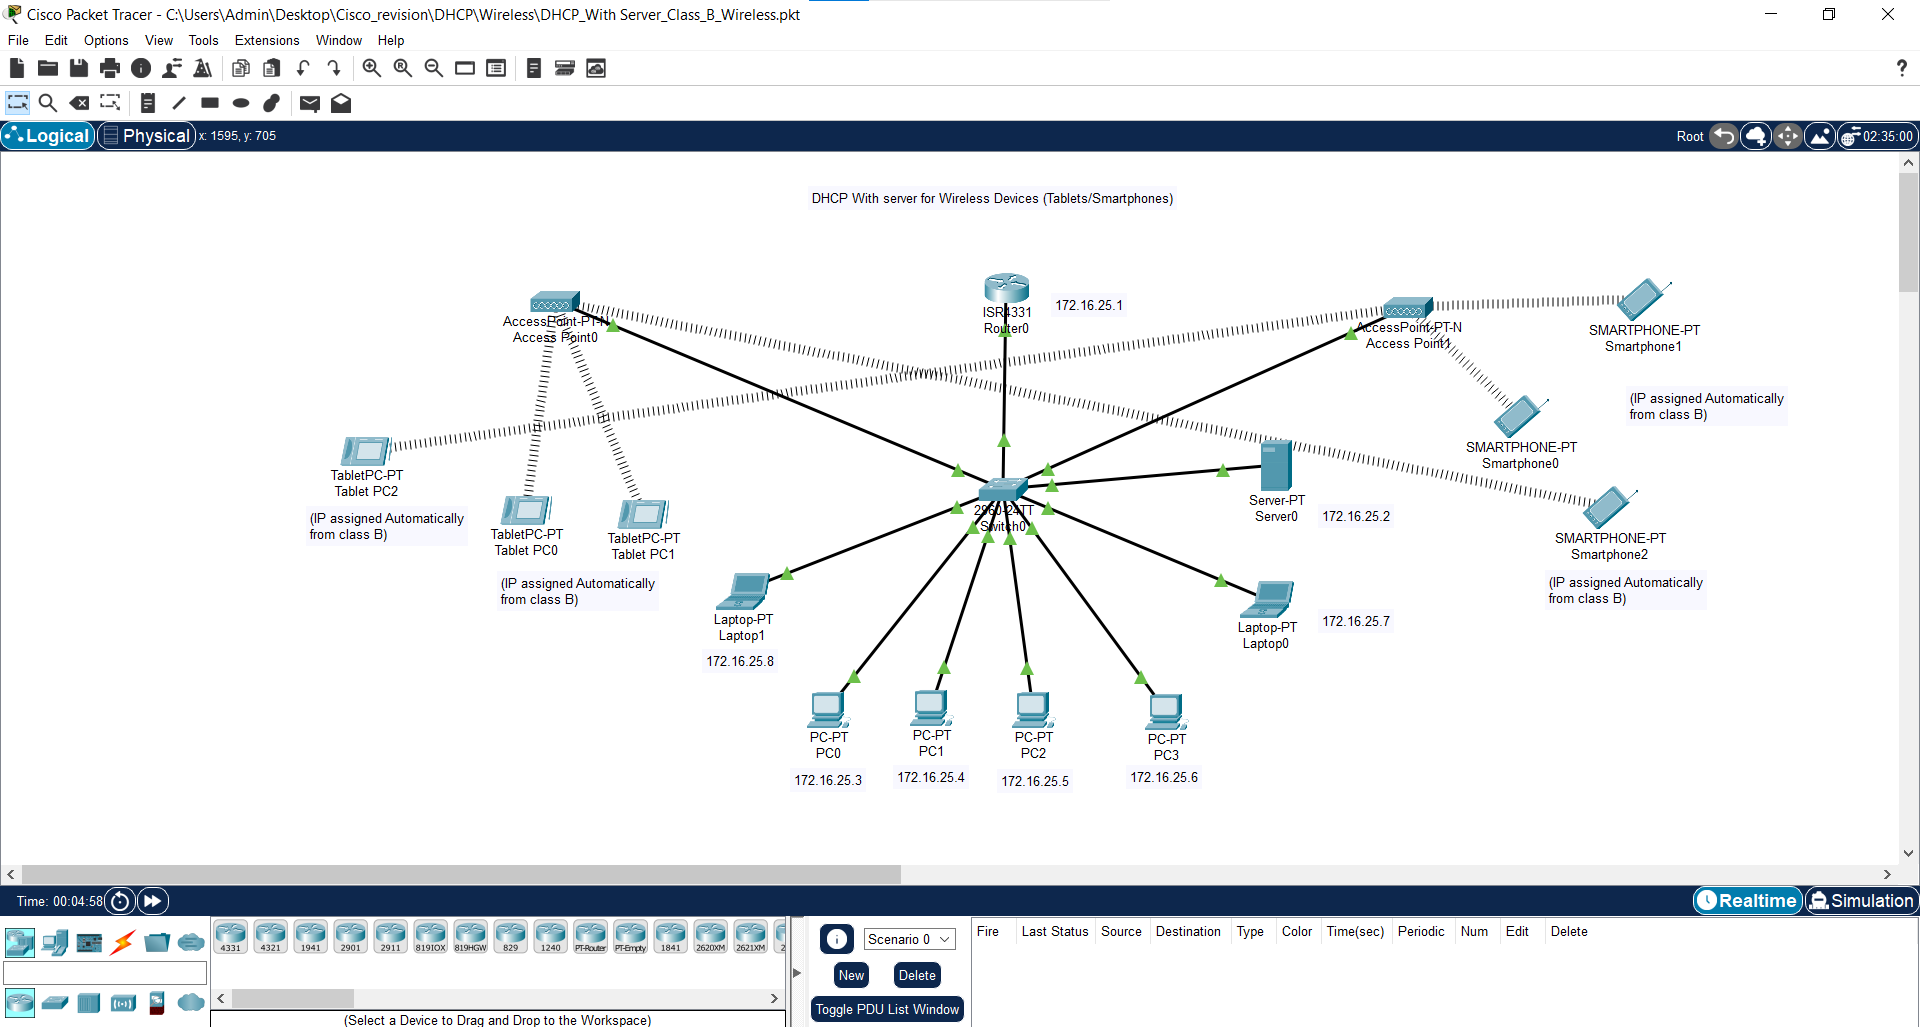 Cisco Packet Tracer - C:\Users\Admin\Desktop\Cisco_revision\DHCP\Wireless\DHCP_With Server_Class_B_Wireless.pkt
File Edit Options View Tools Extensions Window Help
?
Logical Physical x: 1595, y: 705 Root 02:35:00
DHCP With server for Wireless Devices (Tablets/Smartphones)
AccessPoint-PT-N
Access Point0
ISR4331
Router0
172.16.25.1
AccessPoint-PT-N
Access Point1
SMARTPHONE-PT
Smartphone1
(IP assigned Automatically
from class B)
SMARTPHONE-PT
Smartphone0
TabletPC-PT
Tablet PC2
(IP assigned Automatically
from class B)
TabletPC-PT
Tablet PC0
TabletPC-PT
Tablet PC1
(IP assigned Automatically
from class B)
2960-24TT
Switch0
Server-PT
Server0
172.16.25.2
SMARTPHONE-PT
Smartphone2
(IP assigned Automatically
from class B)
Laptop-PT
Laptop1
172.16.25.8
Laptop-PT
Laptop0
172.16.25.7
PC-PT
PC0
172.16.25.3
PC-PT
PC1
172.16.25.4
PC-PT
PC2
172.16.25.5
PC-PT
PC3
172.16.25.6
Time: 00:04:58 Realtime Simulation
4331 4321 1941 2901 2911 819IOX 819HGW 829 1240 PT-Router PT-Empty 1841 2620XM 2621XM 2
(Select a Device to Drag and Drop to the Workspace)
Scenario 0
New Delete
Toggle PDU List Window
Fire Last Status Source Destination Type Color Time(sec) Periodic Num Edit Delete